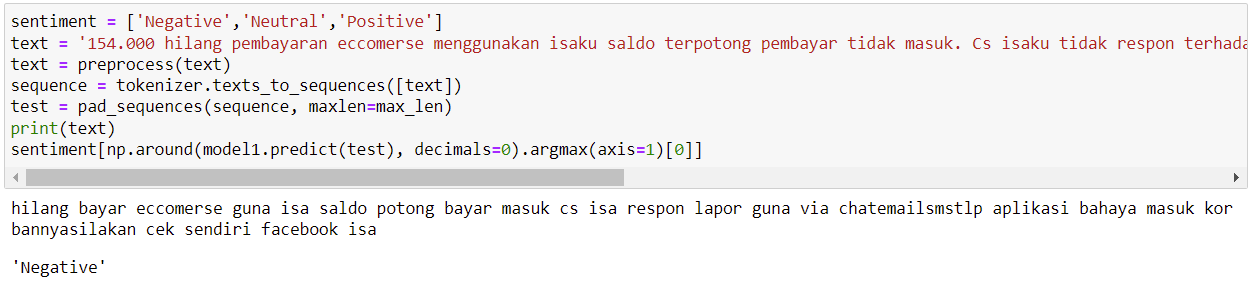 sentiment = ['Negative','Neutral','Positive']
text = '154.000 hilang pembayaran eccomerse menggunakan isaku saldo terpotong pembayar tidak masuk. Cs isaku tidak respon terhada
text = preprocess(text)
sequence = tokenizer.texts_to_sequences([text])
test = pad_sequences(sequence, maxlen=max_len)
print(text)
sentiment[np.around(model1.predict(test), decimals=0).argmax(axis=1)[0]]
hilang bayar eccomerse guna isa saldo potong bayar masuk cs isa respon lapor guna via chatemailsmstlp aplikasi bahaya masuk kor
bannyasilakan cek sendiri facebook isa
'Negative'